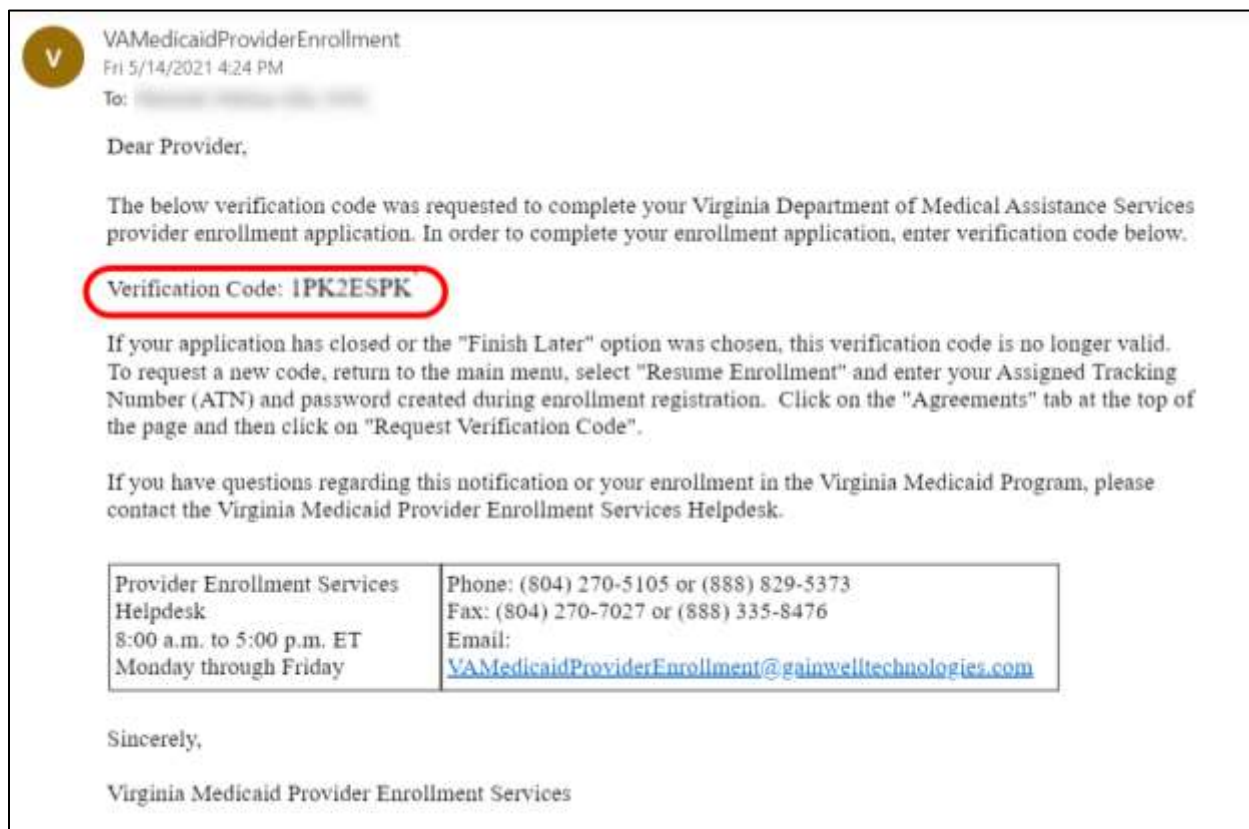 V
VAMedicaidProviderEnrollment
Fri 5/14/2021 4:24 PM
To:
Dear Provider,
The below verification code was requested to complete your Virginia Department of Medical Assistance Services
provider enrollment application. In order to complete your enrollment application, enter verification code below.
Verification Code: 1PK2ESPK
If your application has closed or the "Finish Later" option was chosen, this verification code is no longer valid.
To request a new code, return to the main menu, select "Resume Enrollment" and enter your Assigned Tracking
Number (ATN) and password created during enrollment registration. Click on the "Agreements" tab at the top of
the page and then click on "Request Verification Code".
If you have questions regarding this notification or your enrollment in the Virginia Medicaid Program, please
contact the Virginia Medicaid Provider Enrollment Services Helpdesk.
Provider Enrollment Services
Helpdesk
8:00 a.m. to 5:00 p.m. ET
Monday through Friday
Phone: (804) 270-5105 or (888) 829-5373
Fax: (804) 270-7027 or (888) 335-8476
Email:
VAMedicaidProviderEnrollment@gainwelltechnologies.com
Sincerely,
Virginia Medicaid Provider Enrollment Services